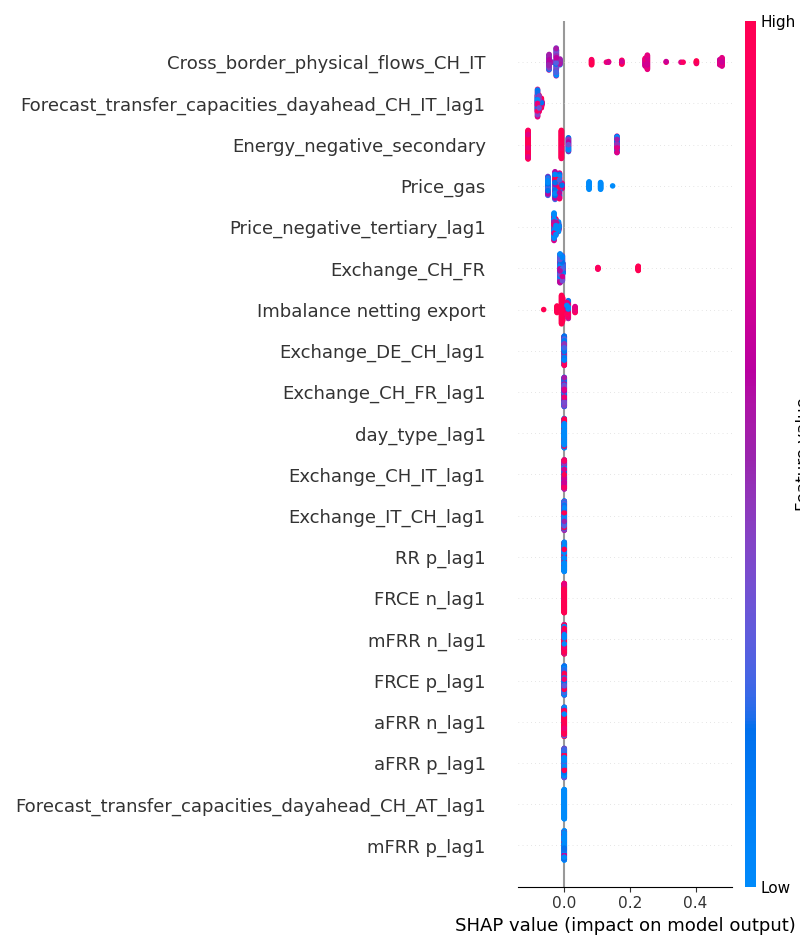 High
Cross_border_physical_flows_CH_IT
Forecast_transfer_capacities_dayahead_CH_IT_lag1
Energy_negative_secondary
Price_gas
Price_negative_tertiary_lag1
Exchange_CH_FR
Imbalance netting export
Exchange_DE_CH_lag1
Exchange_CH_FR_lag1
day_type_lag1
Exchange_CH_IT_lag1
Exchange_IT_CH_lag1
RR p_lag1
FRCE n_lag1
mFRR n_lag1
FRCE p_lag1
aFRR n_lag1
aFRR p_lag1
Forecast_transfer_capacities_dayahead_CH_AT_lag1
mFRR p_lag1
Low
0.0 0.2 0.4
SHAP value (impact on model output)